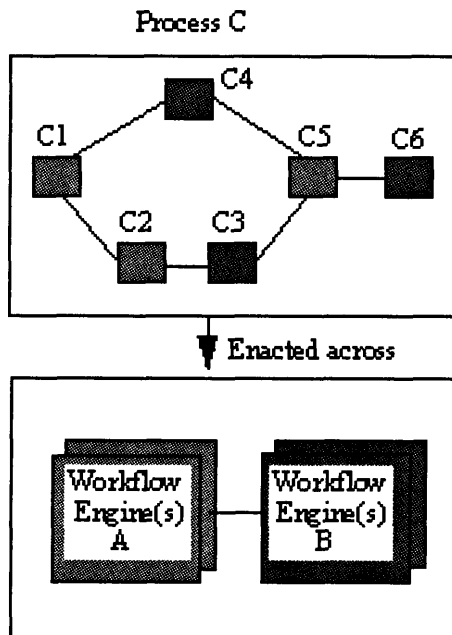 Process C
C4
C1
C5
C6
C2
C3
Enacted across
Workflow
Engine(s)
A
Workflow
Engine(s)
B